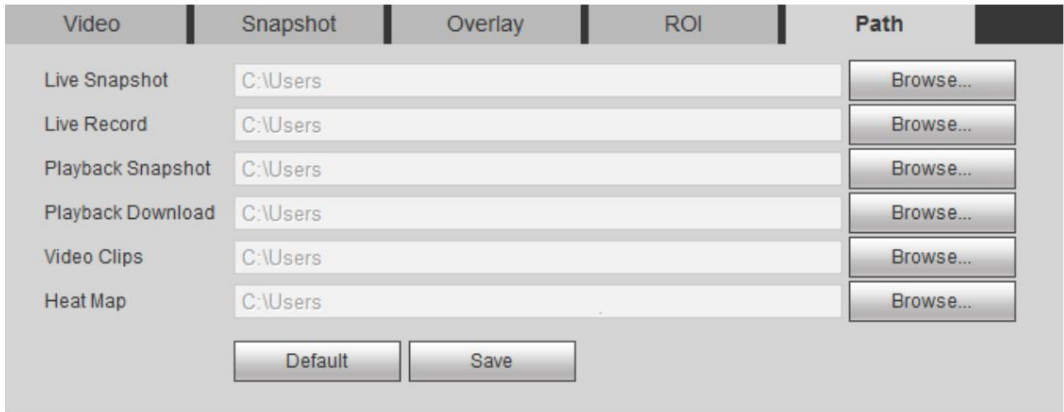 Video Snapshot Overlay ROI Path
Live Snapshot C:\Users Browse...
Live Record C:\Users Browse...
Playback Snapshot C:\Users Browse...
Playback Download C:\Users Browse...
Video Clips C:\Users Browse...
Heat Map C:\Users Browse...
Default Save